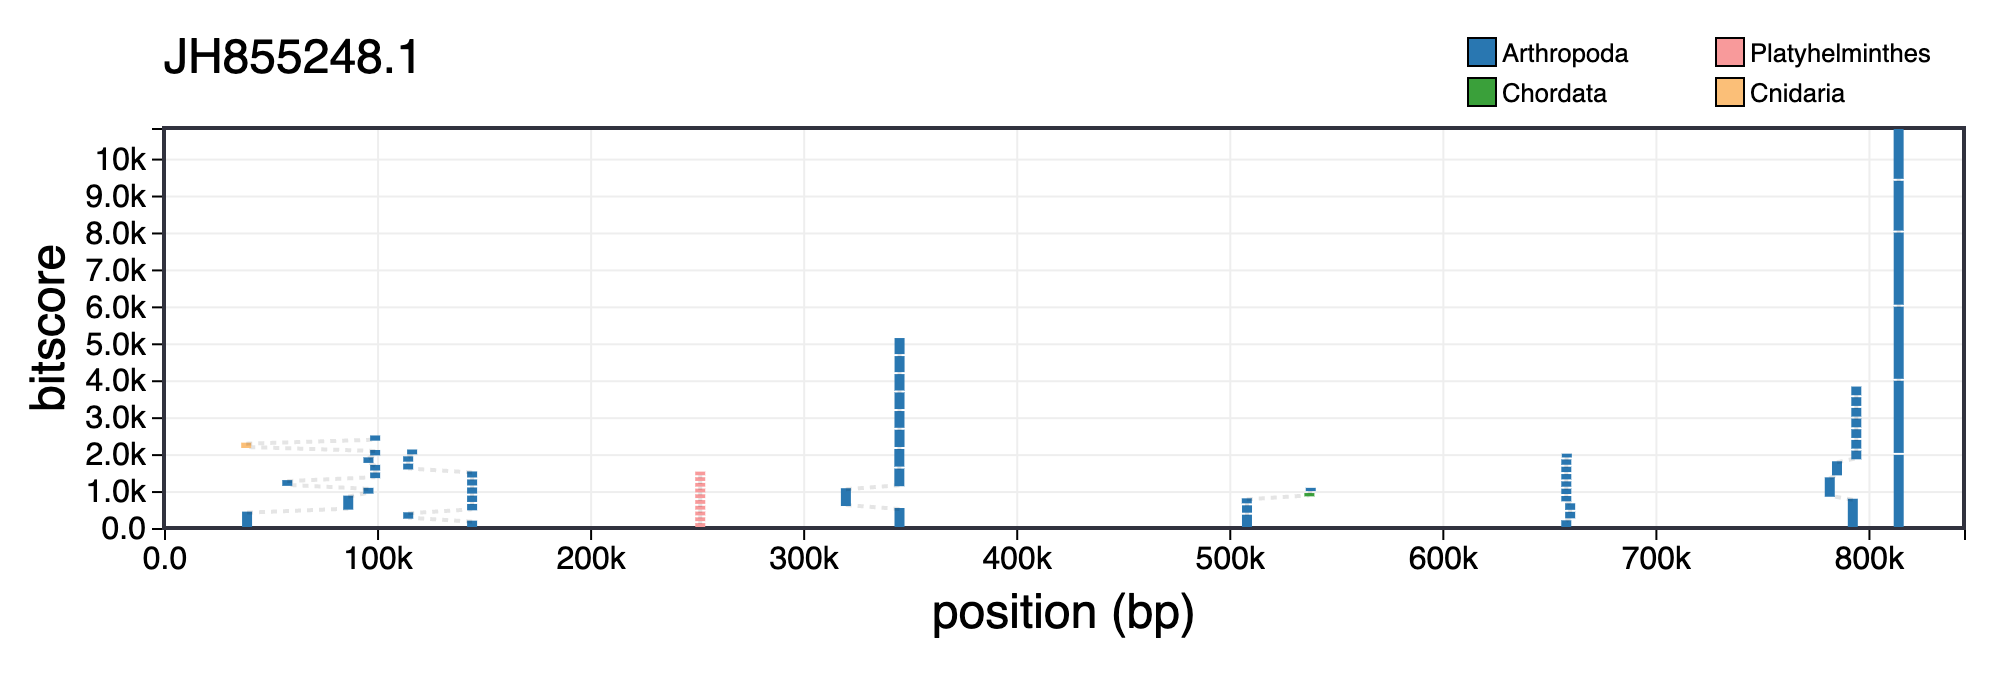 JH855248.1
Arthropoda
Platyhelminthes
Chordata
Cnidaria
10k
9.0k
8.0k
7.0k
6.0k
5.0k
4.0k
3.0k
2.0k
1.0k
0.0
bitscore
0.0 100k 200k 300k 400k 500k 600k 700k 800k
position (bp)